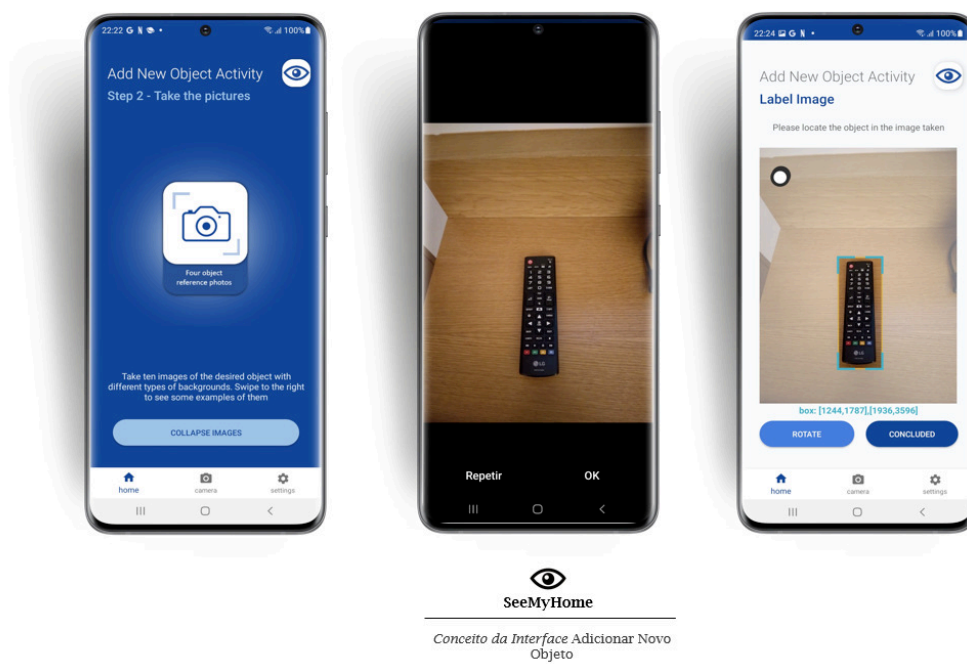 22:22
100%
Add New Object Activity
Step 2 - Take the pictures
Four object
reference photos
Take ten images of the desired object with
different types of backgrounds. Swipe to the right
to see some examples of them
COLLAPSE IMAGES
home camera settings
Repetir OK
LG
22:24
100%
Add New Object Activity
Label Image
Please locate the object in the image taken
LG
box: [1244,1787],[1936,3596]
ROTATE CONCLUDED
home camera settings
SeeMyHome
Conceito da Interface Adicionar Novo
Objeto